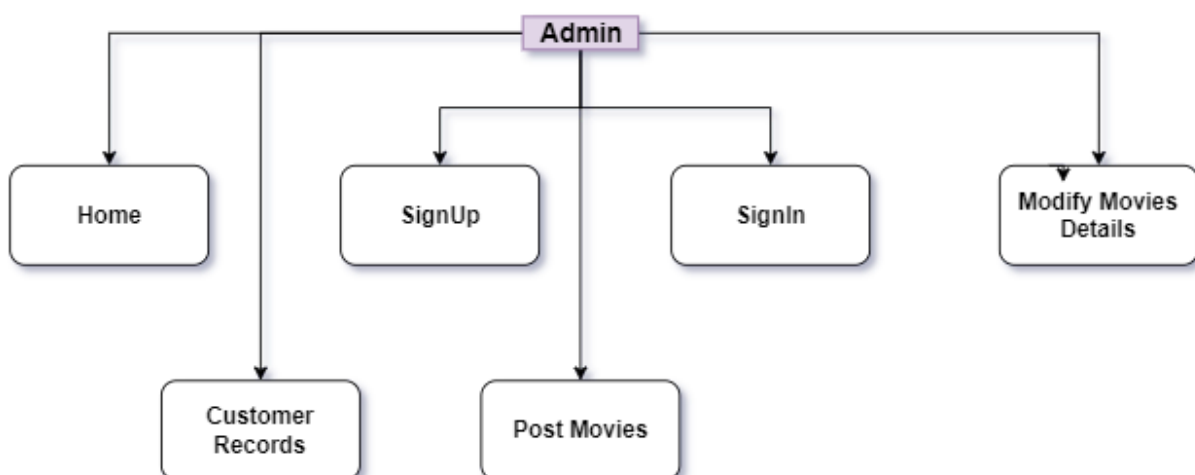 Admin
Home
SignUp
SignIn
Modify Movies
Details
Customer
Records
Post Movies